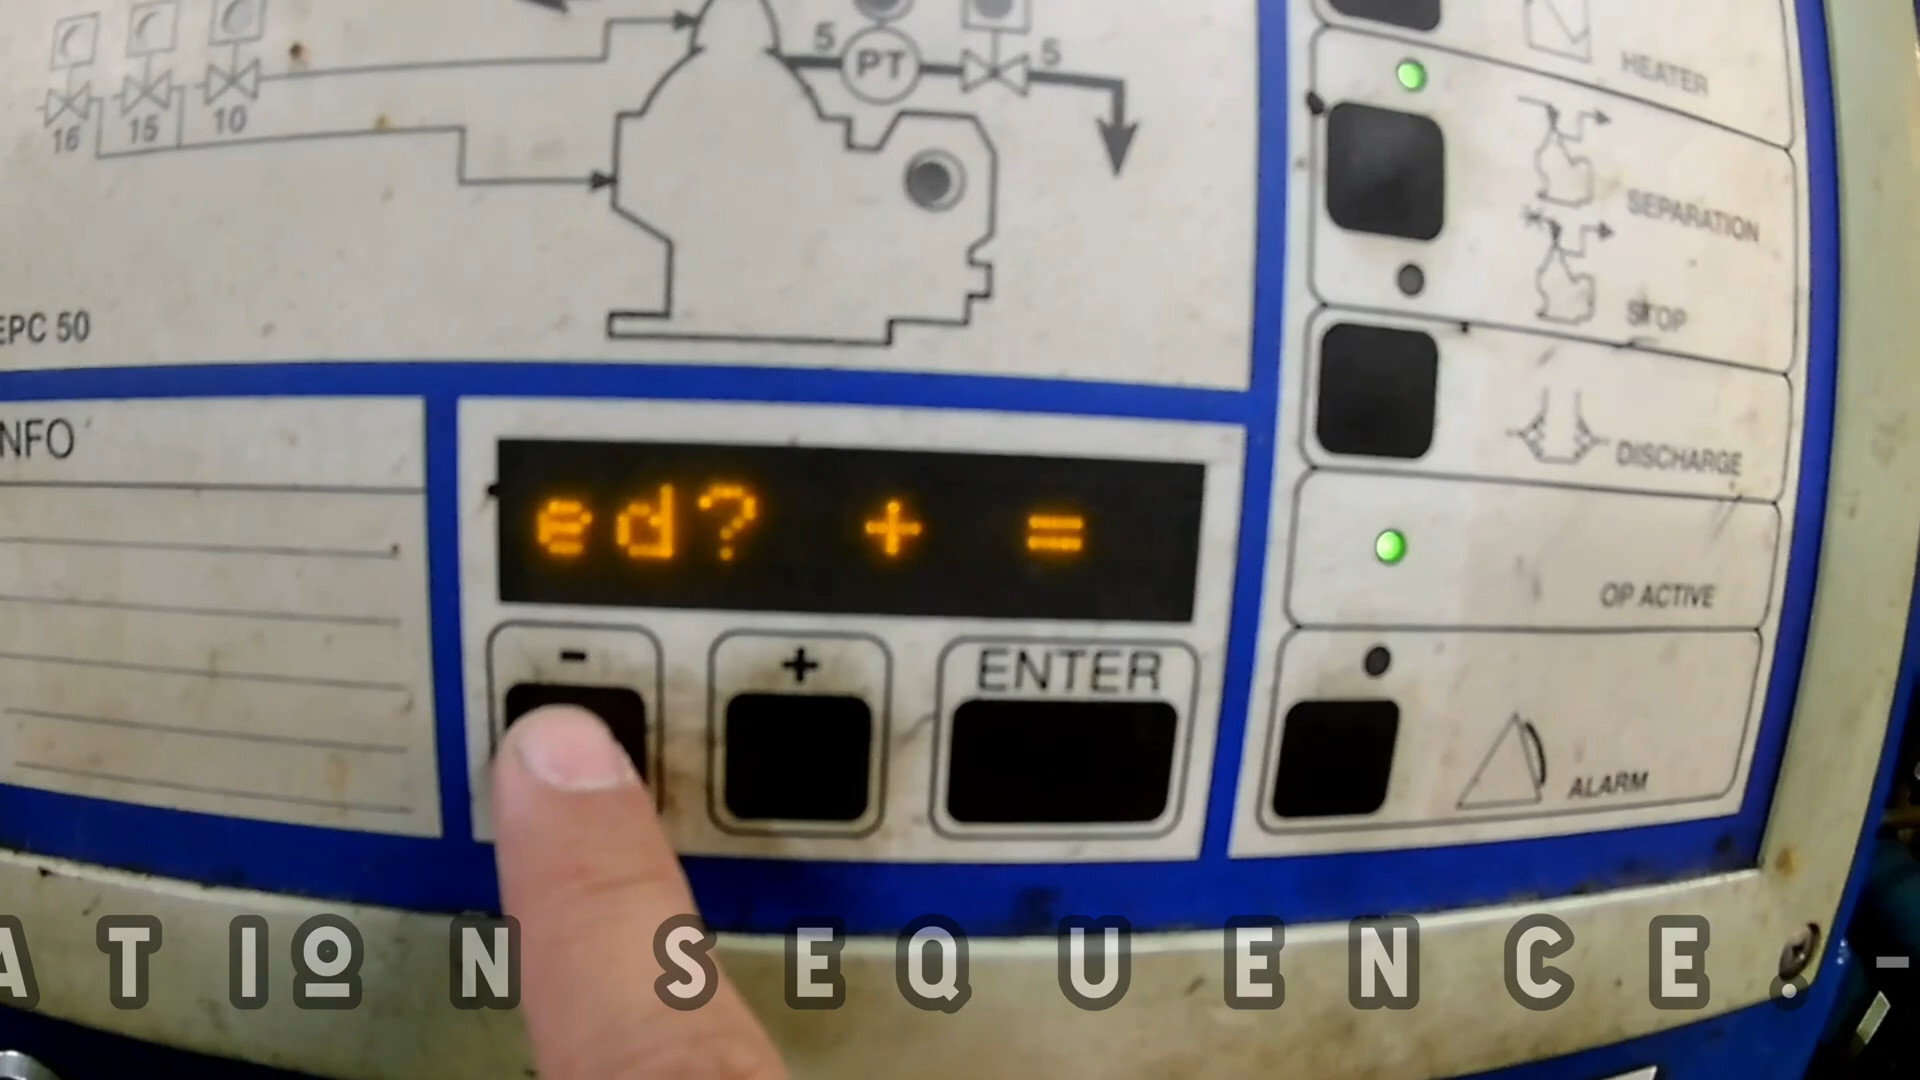 5 PT 5
16 15 10
HEATER
SEPARATION
STOP
EPC 50
NFO
DISCHARGE
ed? + =
OP ACTIVE
- + ENTER
ALARM
ATION SEQUENCE. -